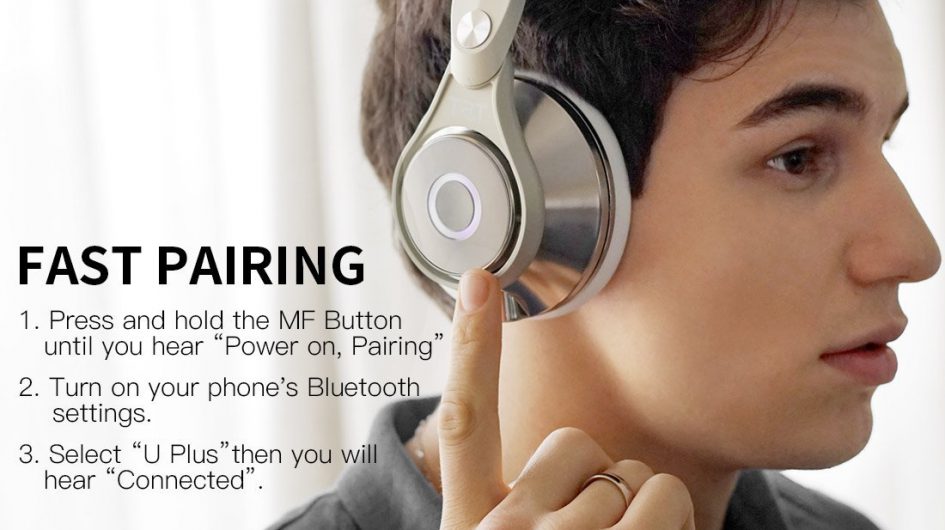 FAST PAIRING
1. Press and hold the MF Button
until you hear “Power on, Pairing”
2. Turn on your phone’s Bluetooth
settings.
3. Select “U Plus”then you will
hear “Connected”.